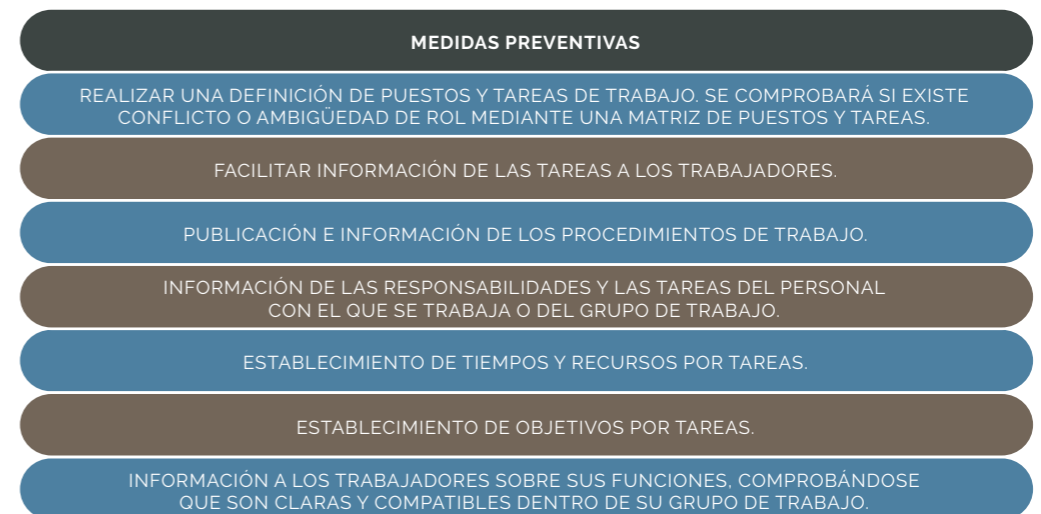 MEDIDAS PREVENTIVAS
REALIZAR UNA DEFINICIÓN DE PUESTOS Y TAREAS DE TRABAJO. SE COMPROBARÁ SI EXISTE
CONFLICTO O AMBIGÜEDAD DE ROL MEDIANTE UNA MATRIZ DE PUESTOS Y TAREAS.
FACILITAR INFORMACIÓN DE LAS TAREAS A LOS TRABAJADORES.
PUBLICACIÓN E INFORMACIÓN DE LOS PROCEDIMIENTOS DE TRABAJO.
INFORMACIÓN DE LAS RESPONSABILIDADES Y LAS TAREAS DEL PERSONAL
CON EL QUE SE TRABAJA O DEL GRUPO DE TRABAJO.
ESTABLECIMIENTO DE TIEMPOS Y RECURSOS POR TAREAS.
ESTABLECIMIENTO DE OBJETIVOS POR TAREAS.
INFORMACIÓN A LOS TRABAJADORES SOBRE SUS FUNCIONES, COMPROBÁNDOSE
QUE SON CLARAS Y COMPATIBLES DENTRO DE SU GRUPO DE TRABAJO.